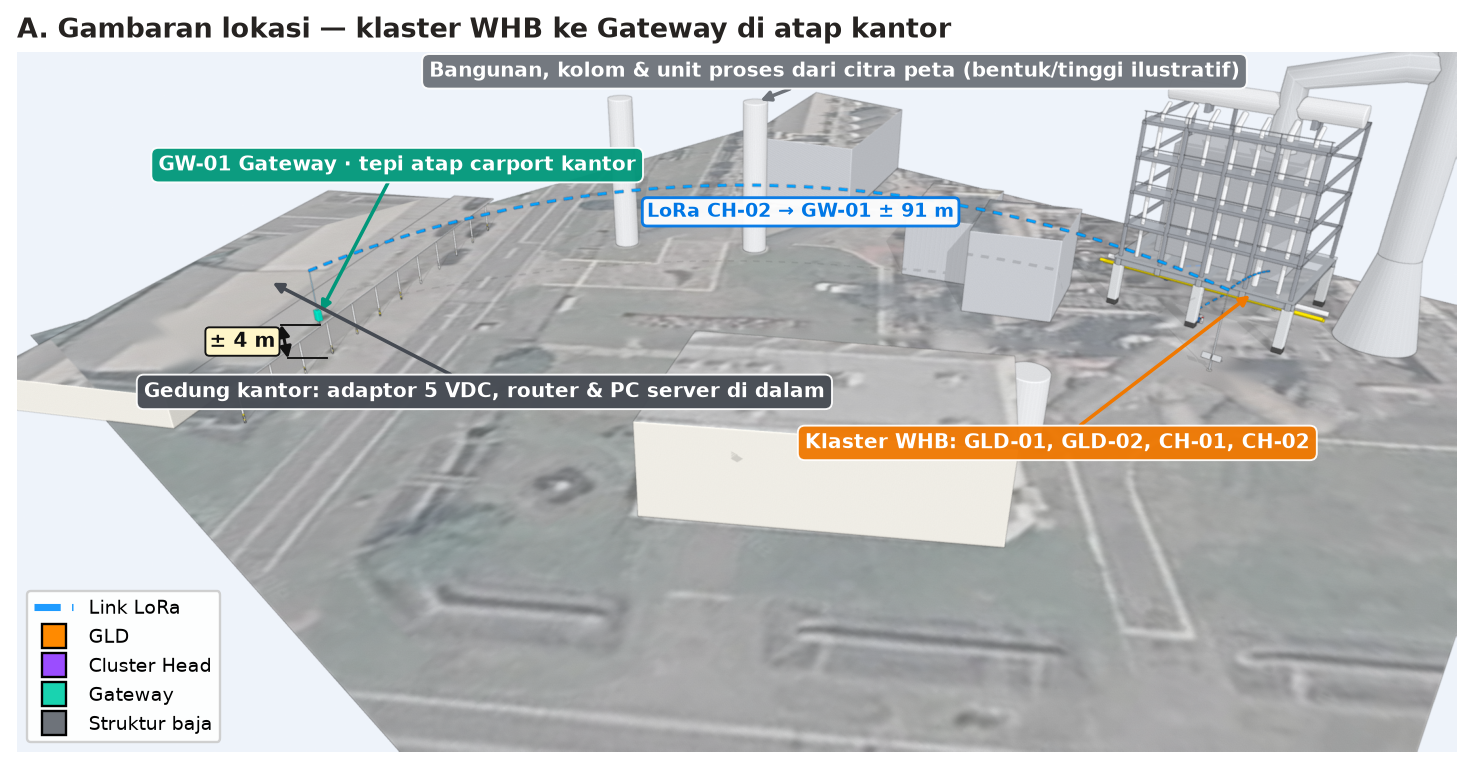 A. Gambaran lokasi — klaster WHB ke Gateway di atap kantor
Bangunan, kolom & unit proses dari citra peta (bentuk/tinggi ilustratif)
GW-01 Gateway · tepi atap carport kantor
LoRa CH-02 → GW-01 ± 91 m
± 4 m
Gedung kantor: adaptor 5 VDC, router & PC server di dalam
Klaster WHB: GLD-01, GLD-02, CH-01, CH-02
Link LoRa
GLD
Cluster Head
Gateway
Struktur baja